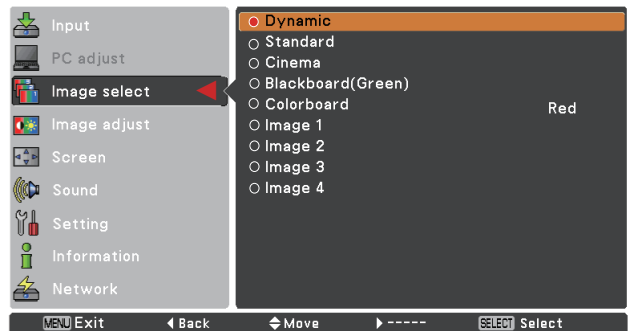 Input
PC adjust
Image select
Image adjust
Screen
Sound
Setting
Information
Network
Dynamic
Standard
Cinema
Blackboard(Green)
Colorboard Red
Image 1
Image 2
Image 3
Image 4
MENU Exit Back Move ----- SELECT Select